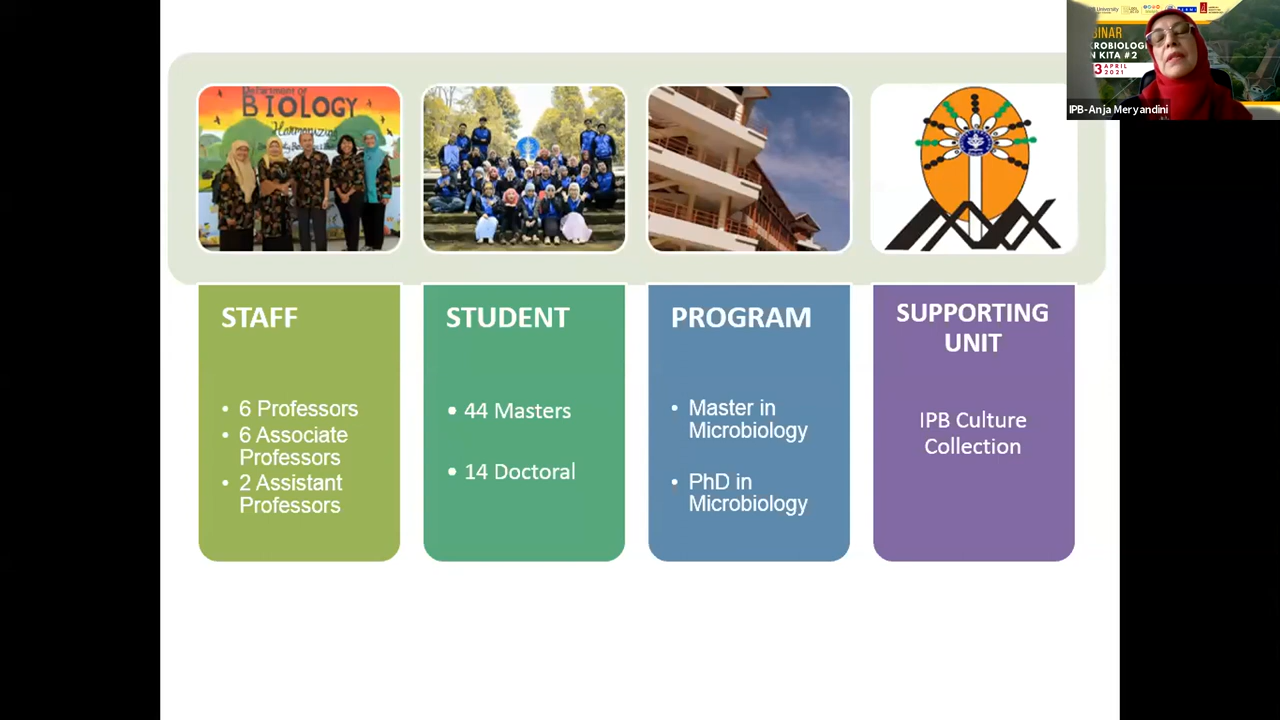 Department of
BIOLOGY
Harmonizing
STAFF
• 6 Professors
• 6 Associate
Professors
• 2 Assistant
Professors
STUDENT
• 44 Masters
• 14 Doctoral
PROGRAM
• Master in
Microbiology
• PhD in
Microbiology
SUPPORTING
UNIT
IPB Culture
Collection
University
BINAR
KROBIOLOGI
N KITA #2
3 APRIL
2021
IPB-Anja Meryandini